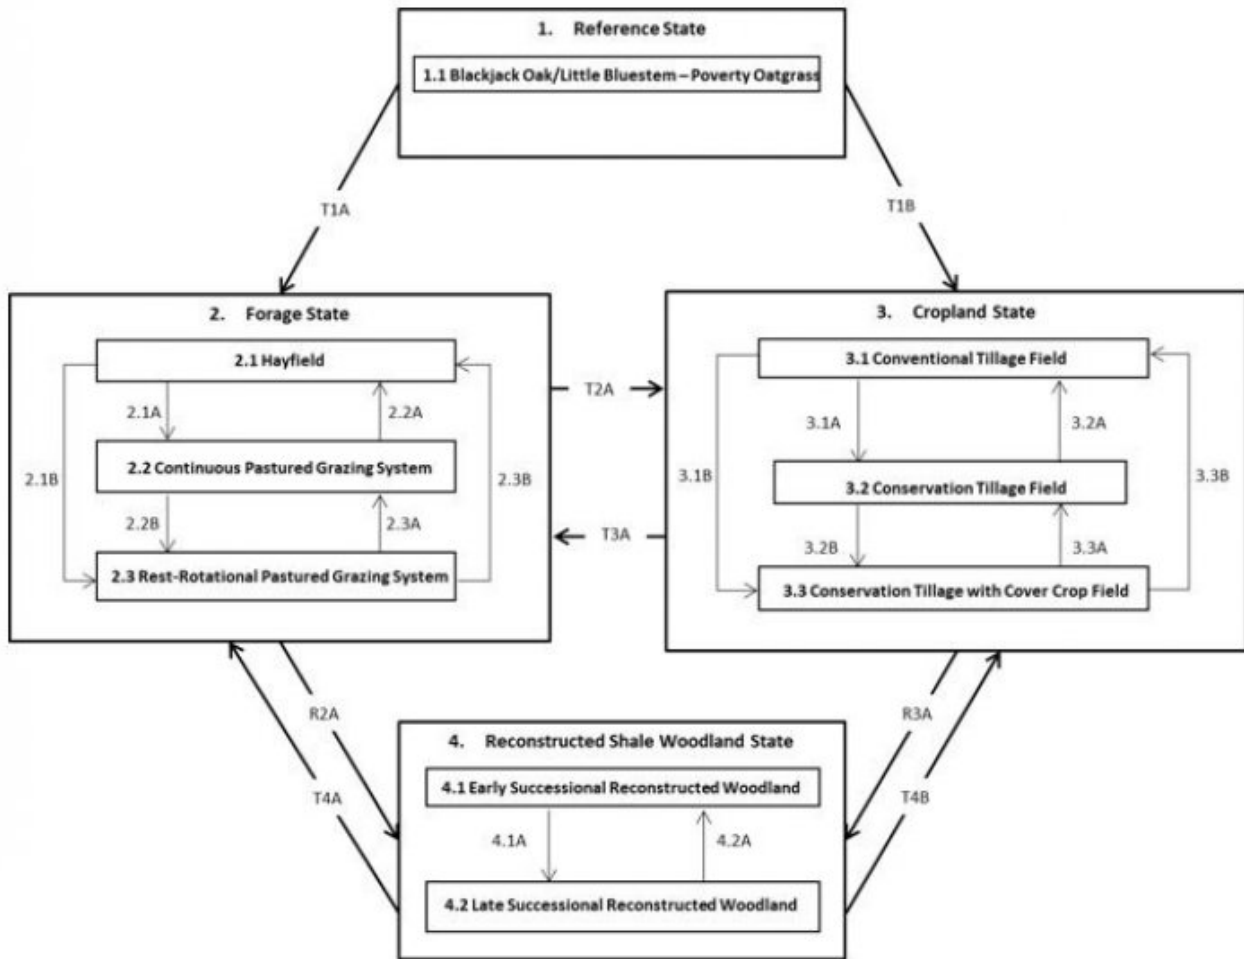 1. Reference State
1.1 Blackjack Oak/Little Bluestem – Poverty Oatgrass
T1A
T1B
2. Forage State
2.1 Hayfield
2.1A
2.2A
2.2 Continuous Pastured Grazing System
2.1B
2.3B
2.2B
2.3A
2.3 Rest-Rotational Pastured Grazing System
T2A
T3A
3. Cropland State
3.1 Conventional Tillage Field
3.1A
3.2A
3.2 Conservation Tillage Field
3.1B
3.3B
3.2B
3.3A
3.3 Conservation Tillage with Cover Crop Field
R2A
T4A
R3A
T4B
4. Reconstructed Shale Woodland State
4.1 Early Successional Reconstructed Woodland
4.1A
4.2A
4.2 Late Successional Reconstructed Woodland